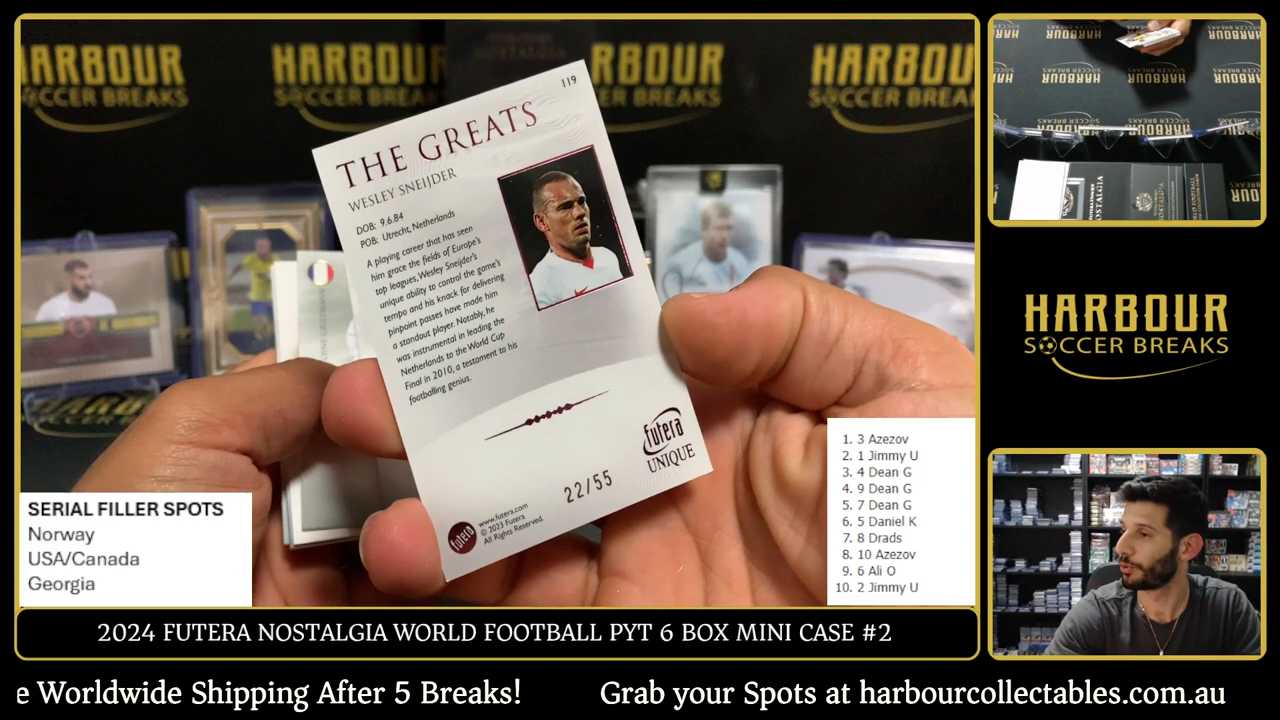 HARBOUR
SOCCER BREAKS
HARBOUR
SOCCER BREAKS
HARBOUR
SOCCER BREAKS
HARBOUR
SOCCER BREAKS
119
THE GREATS
WESLEY SNEIJDER
DOB: 9.6.84
POB: Utrecht, Netherlands
A playing career that has seen
him grace the fields of Europe's
top leagues, Wesley Sneijder's
unique ability to control the game's
tempo and his knack for delivering
pinpoint passes have made him
a standout player. Notably, he
was instrumental in leading the
Netherlands to the World Cup
Final in 2010, a testament to his
footballing genius.
futera
UNIQUE
22/55
futera
www.futera.com
© 2023 Futera
All Rights Reserved.
SERIAL FILLER SPOTS
Norway
USA/Canada
Georgia
1. 3 Azezov
2. 1 Jimmy U
3. 4 Dean G
4. 9 Dean G
5. 7 Dean G
6. 5 Daniel K
7. 8 Drads
8. 10 Azezov
9. 6 Ali O
10. 2 Jimmy U
HARBOUR
SOCCER BREAKS
2024 FUTERA NOSTALGIA WORLD FOOTBALL PYT 6 BOX MINI CASE #2
e Worldwide Shipping After 5 Breaks! Grab your Spots at harbourcollectables.com.au